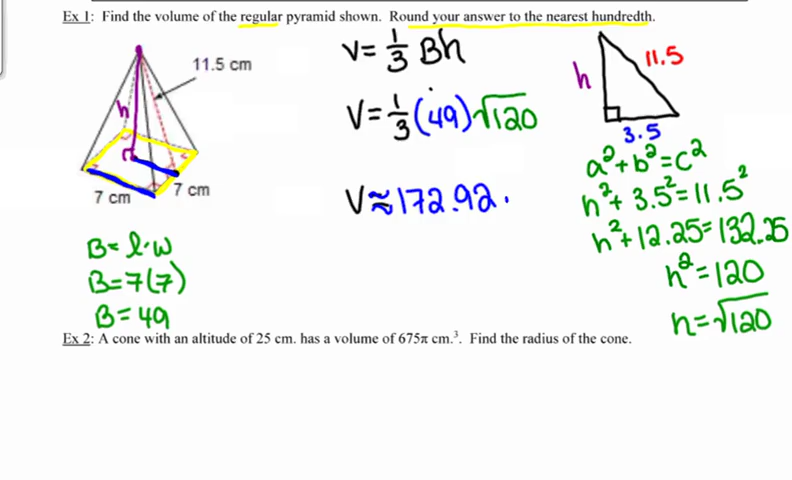 Ex 1: Find the volume of the regular pyramid shown. Round your answer to the nearest hundredth.
11.5 cm
h
7 cm
7 cm
B = l·w
B = 7(7)
B = 49
V = 1/3 Bh
V = 1/3 (49)√120
V ≈ 172.92.
h
11.5
3.5
a² + b² = c²
h² + 3.5² = 11.5²
h² + 12.25 = 132.25
h² = 120
h = √120
Ex 2: A cone with an altitude of 25 cm. has a volume of 675π cm.³. Find the radius of the cone.